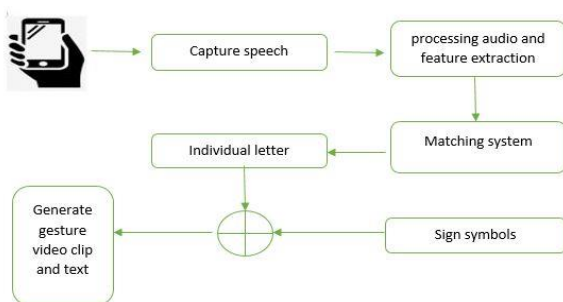 Capture speech
processing audio and
feature extraction
Matching system
Individual letter
Generate
gesture
video clip
and text
Sign symbols